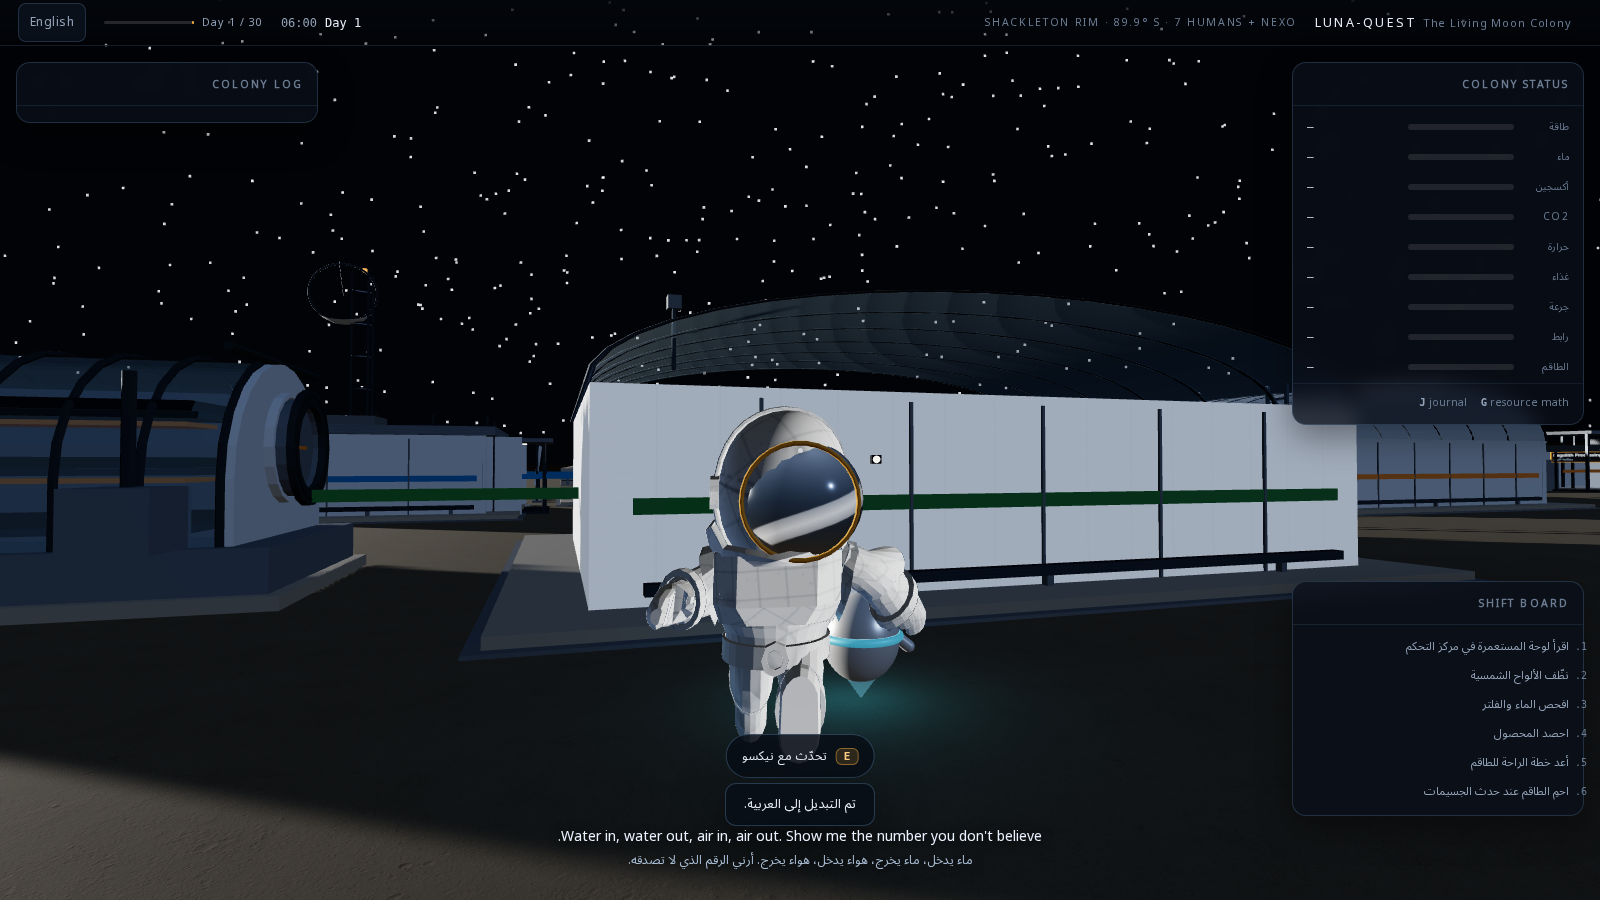 English
Day 1 / 30
06:00 Day 1
SHACKLETON RIM · 89.9° S · 7 HUMANS + NEXO
LUNA-QUEST The Living Moon Colony
COLONY LOG
COLONY STATUS
طاقة –
ماء –
أكسجين –
CO2 –
حرارة –
غذاء –
جرعة –
رابط –
الطاقم –
J journal G resource math
SHIFT BOARD
1. اقرأ لوحة المستعمرة في مركز التحكم
2. نظّف الألواح الشمسية
3. افحص الماء والفلتر
4. احصد المحصول
5. أعد خطة الراحة للطاقم
6. احمِ الطاقم عند حدث الجسيمات
E تحدّث مع نيكسو
تم التبديل إلى العربية.
.Water in, water out, air in, air out. Show me the number you don't believe
ماء يدخل، ماء يخرج، هواء يدخل، هواء يخرج. أرني الرقم الذي لا تصدقه.